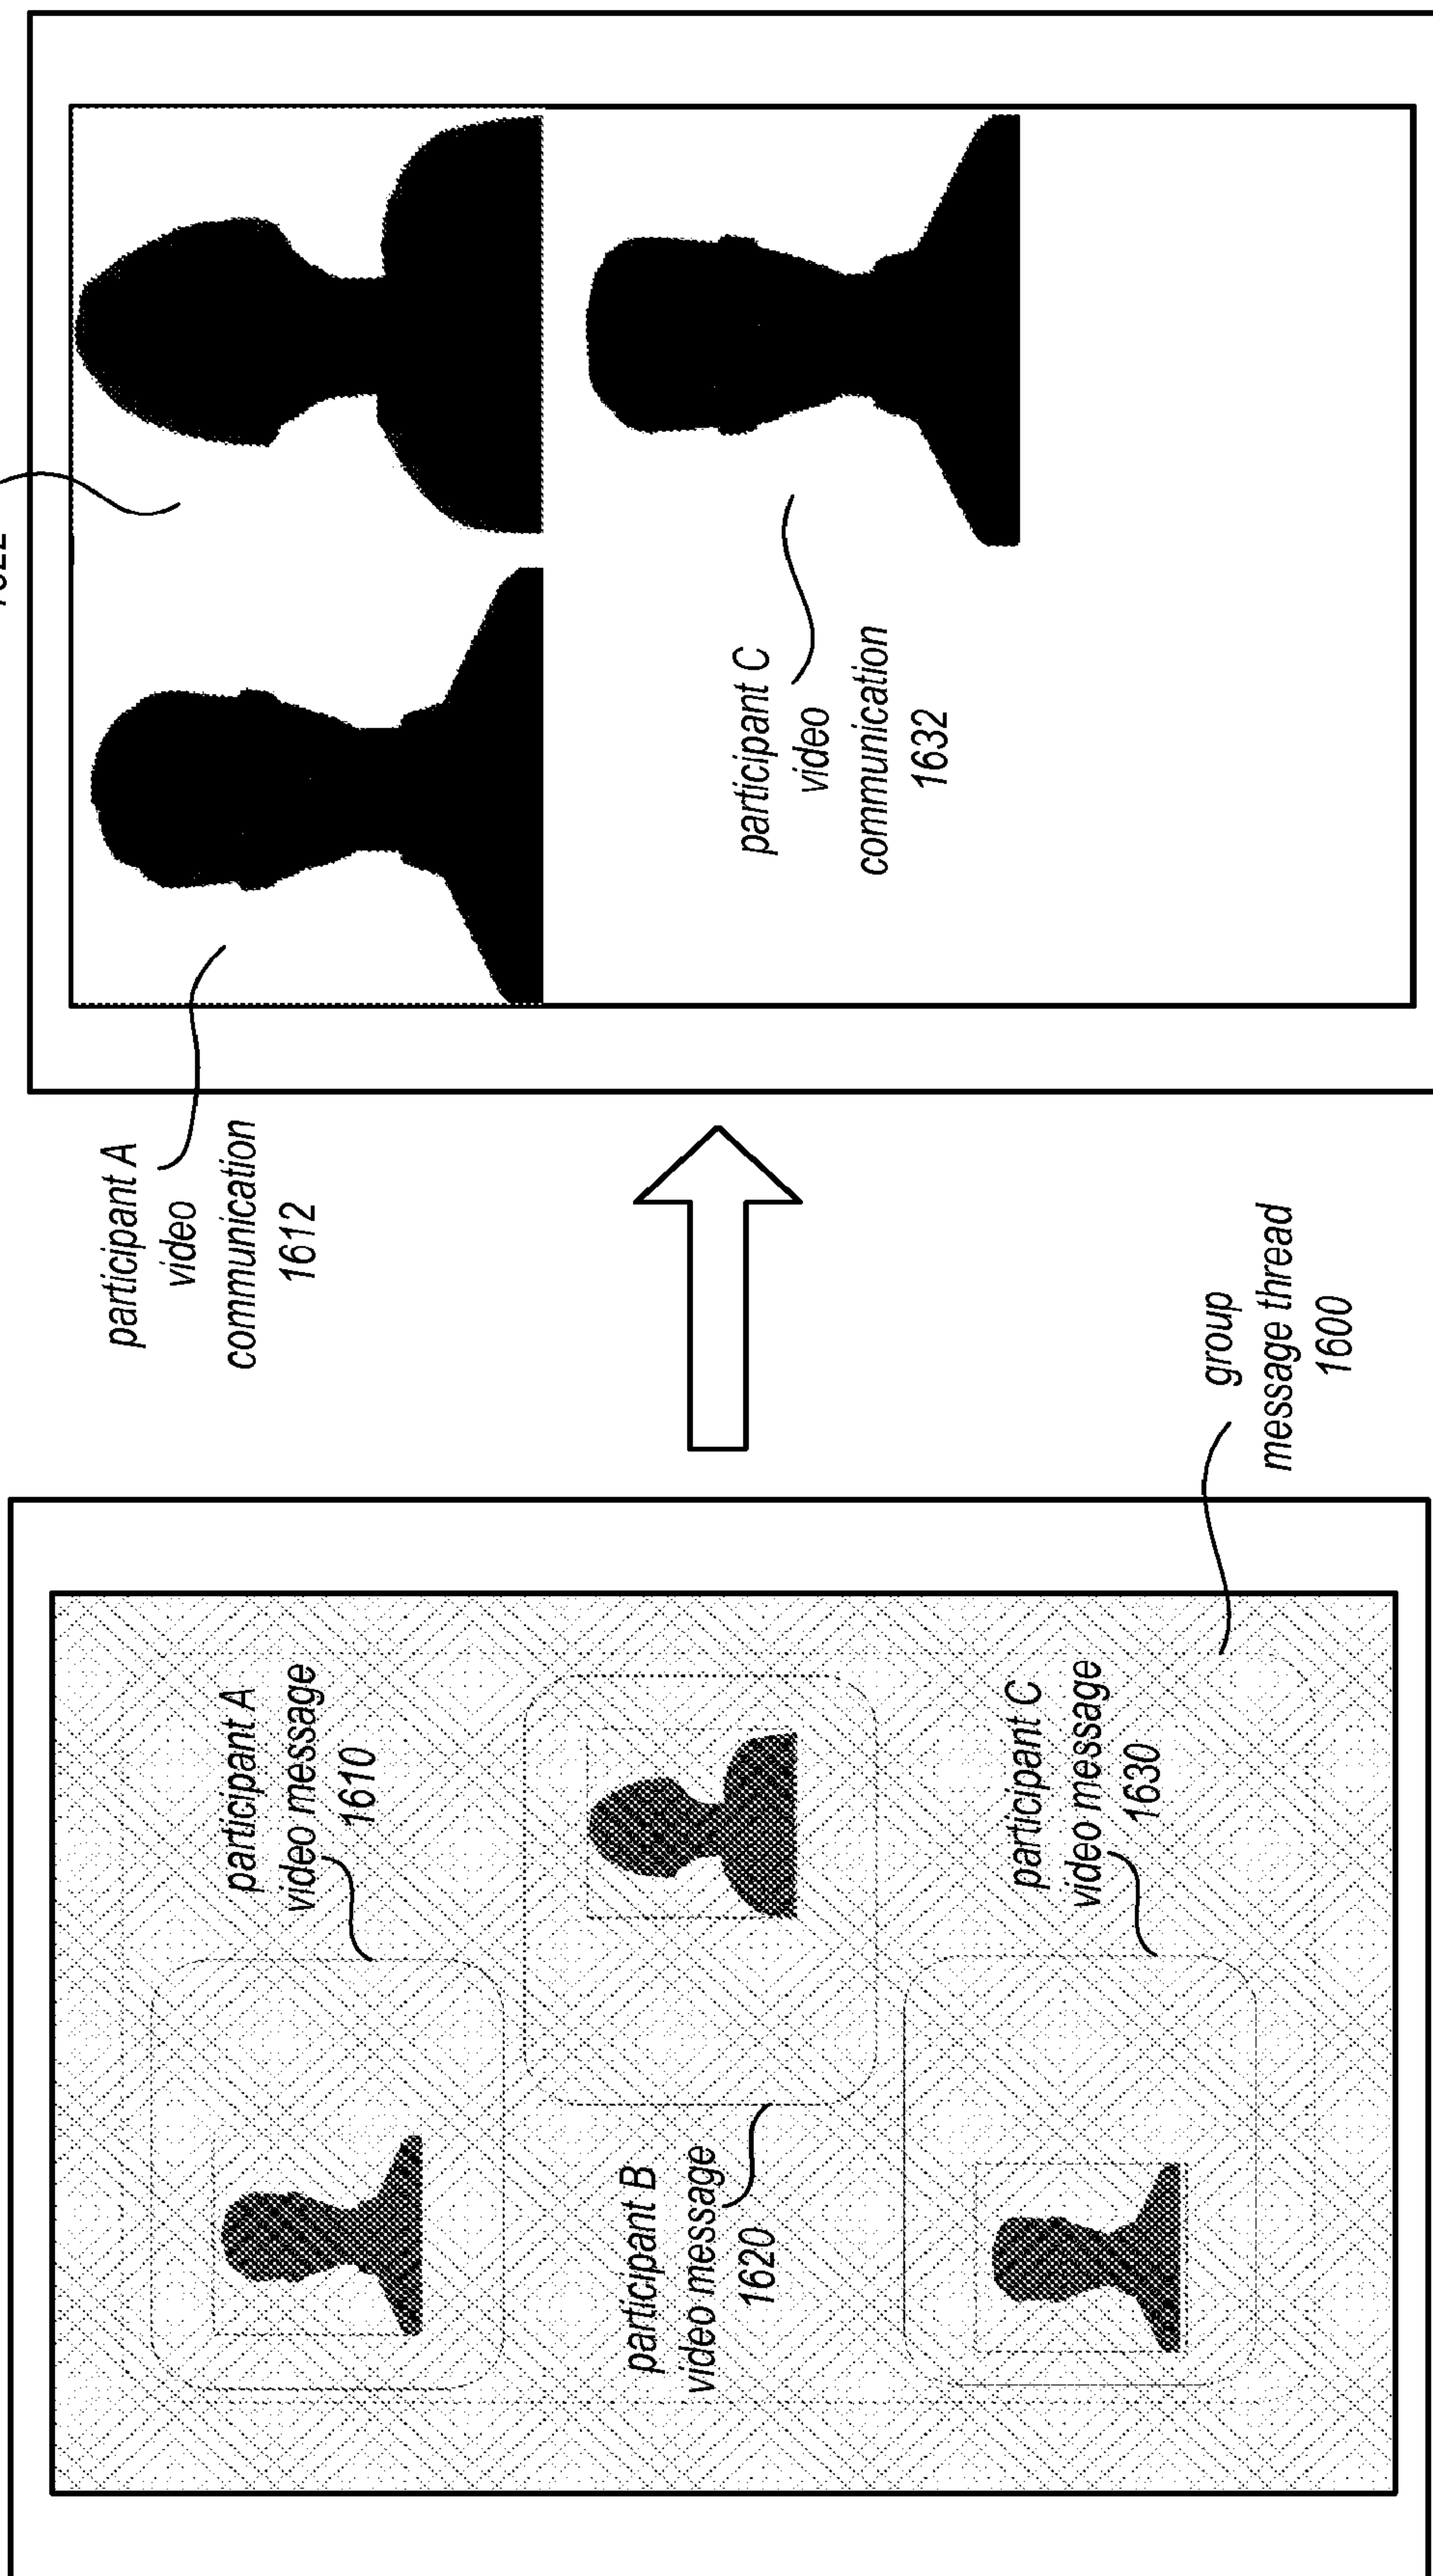 participant A
video message
1610
participant B
video message
1620
participant C
video message
1630
group
message thread
1600
participant A
video
communication
1612
participant C
video
communication
1632